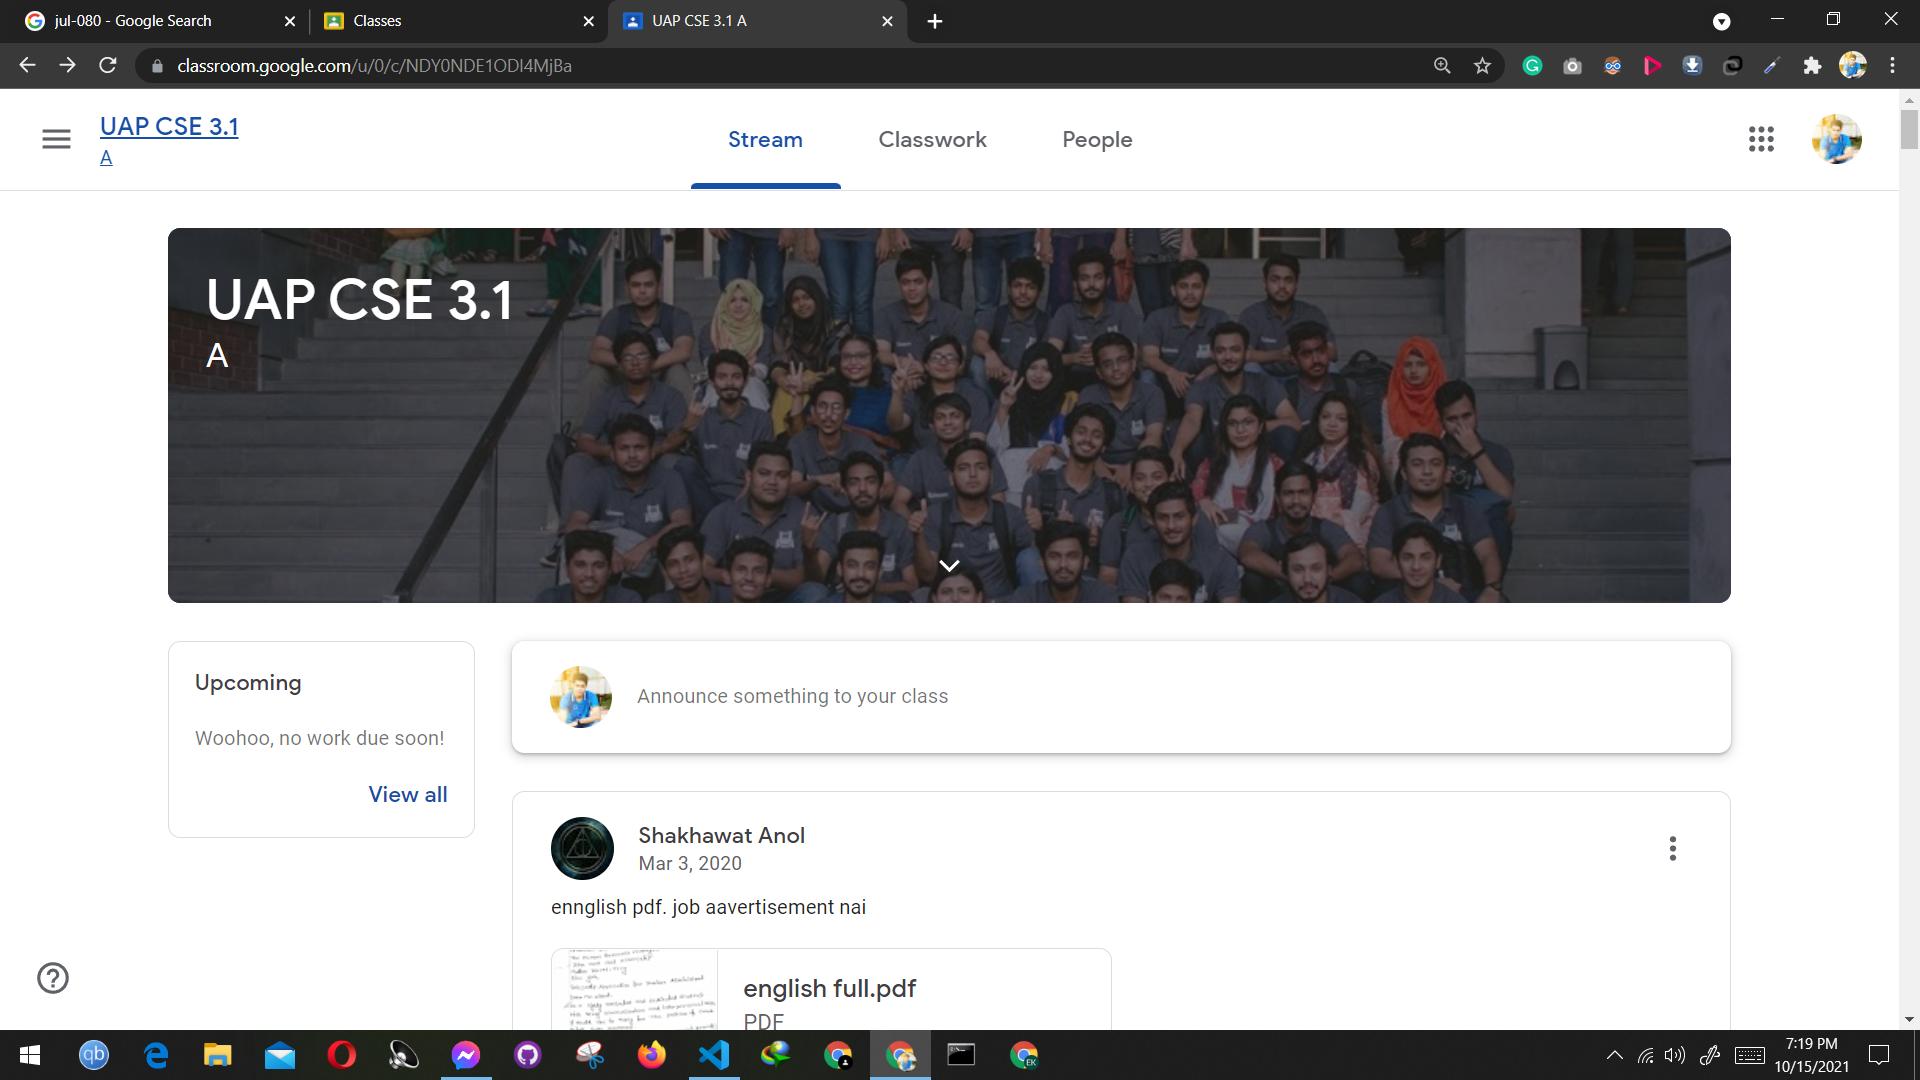 jul-080 - Google Search
Classes
UAP CSE 3.1 A
classroom.google.com/u/0/c/NDY0NDE1ODI4MjBa
UAP CSE 3.1
A
Stream
Classwork
People
UAP CSE 3.1
A
Upcoming
Woohoo, no work due soon!
View all
Announce something to your class
Shakhawat Anol
Mar 3, 2020
ennglish pdf. job aavertisement nai
english full.pdf
PDF
qb
EK
7:19 PM
10/15/2021